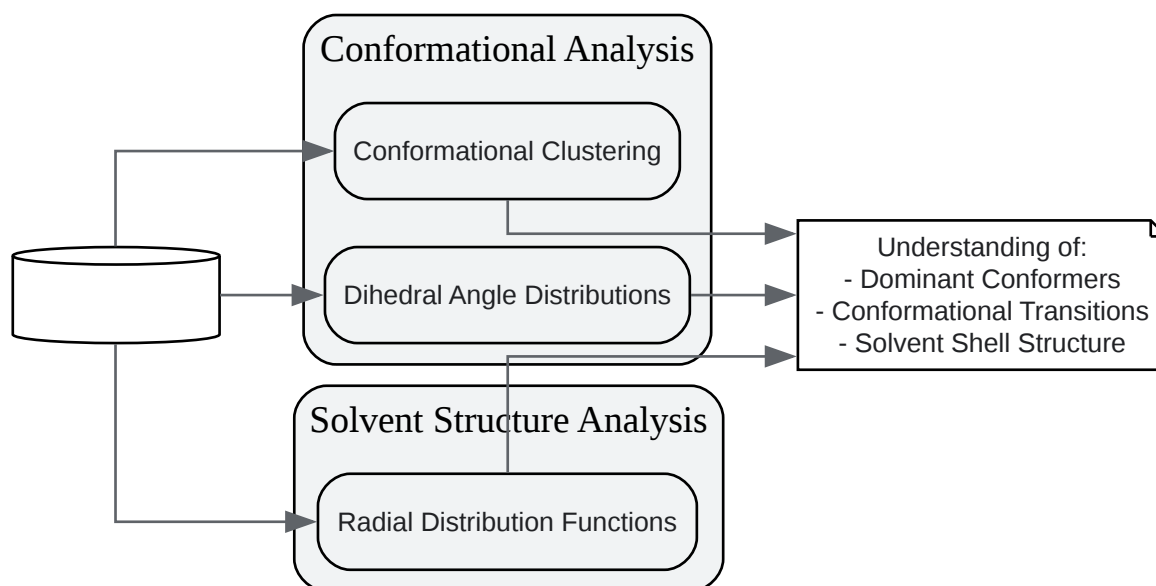 Conformational Analysis
Conformational Clustering
Dihedral Angle Distributions
Solvent Structure Analysis
Radial Distribution Functions
Understanding of:
- Dominant Conformers
- Conformational Transitions
- Solvent Shell Structure